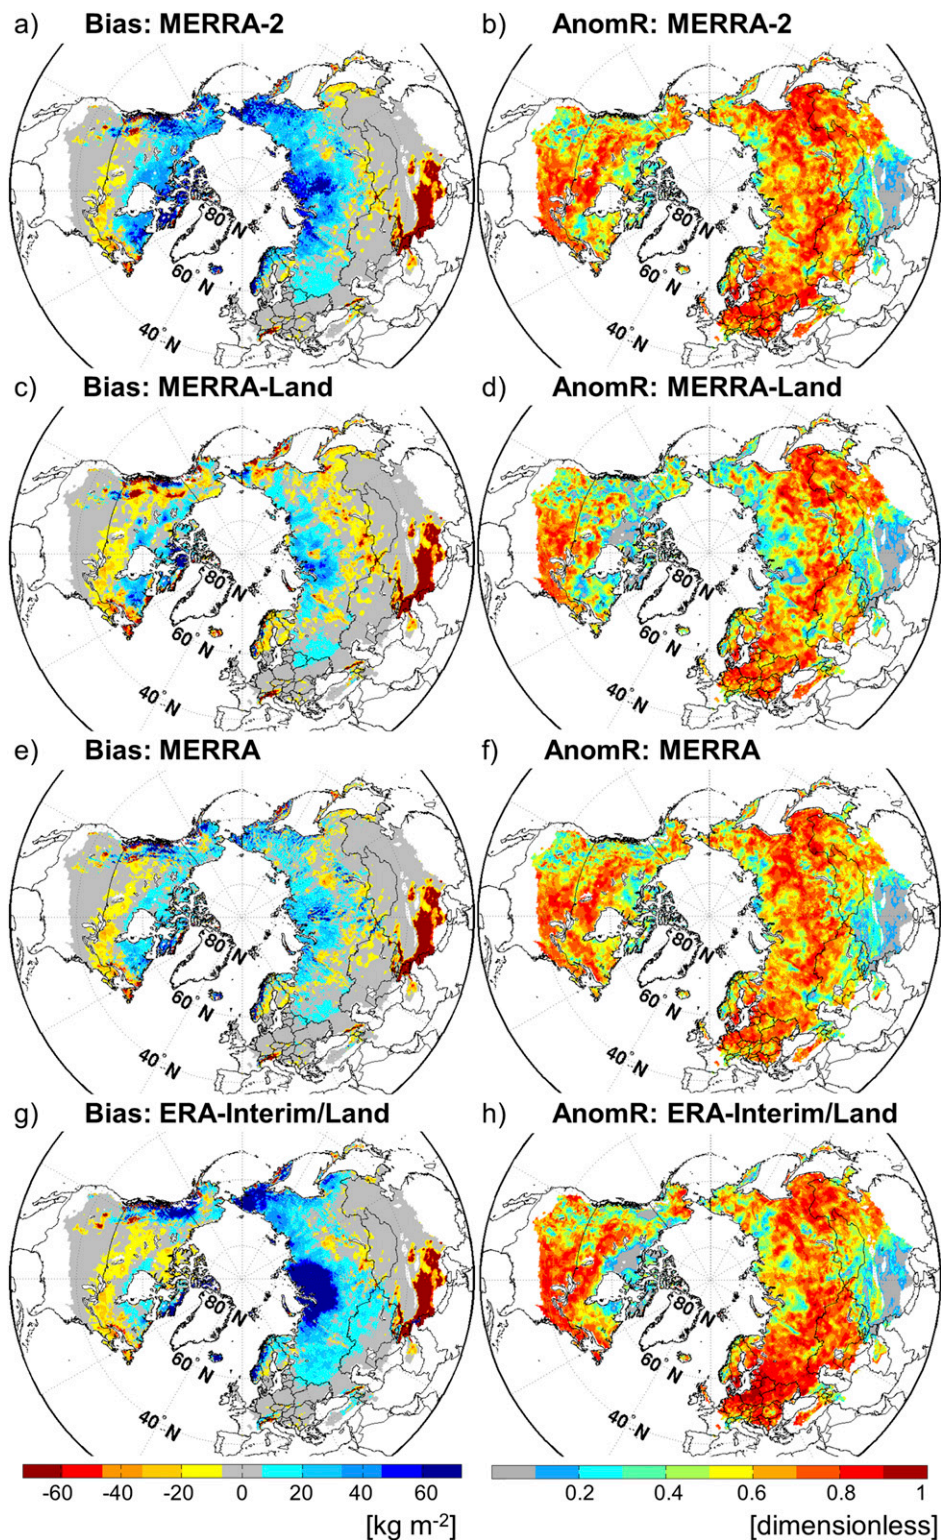 a) Bias: MERRA-2
b) AnomR: MERRA-2
80°N
60°N
40°N
80°N
60°N
40°N
c) Bias: MERRA-Land
d) AnomR: MERRA-Land
80°N
60°N
40°N
80°N
60°N
40°N
e) Bias: MERRA
f) AnomR: MERRA
80°N
60°N
40°N
80°N
60°N
40°N
g) Bias: ERA-Interim/Land
h) AnomR: ERA-Interim/Land
80°N
60°N
40°N
80°N
60°N
40°N
-60 -40 -20 0 20 40 60
0.2 0.4 0.6 0.8 1
[kg m⁻²]
[dimensionless]